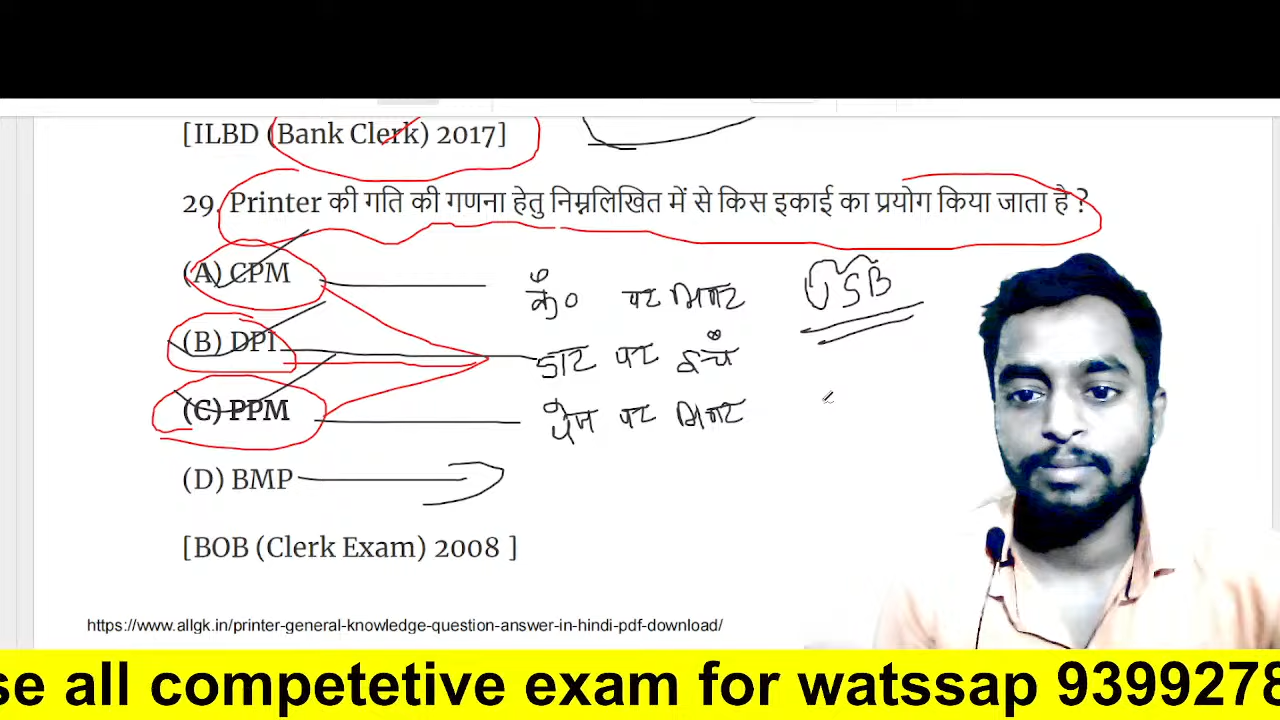 [ILBD (Bank Clerk) 2017]
29. Printer की गति की गणना हेतु निम्नलिखित में से किस इकाई का प्रयोग किया जाता है ?
(A) CPM
कै० पर मिनट
USB
(B) DPI
डाट पर इंच
(C) PPM
पेज पर मिनट
(D) BMP
[BOB (Clerk Exam) 2008 ]
https://www.allgk.in/printer-general-knowledge-question-answer-in-hindi-pdf-download/
se all competetive exam for watssap 9399278